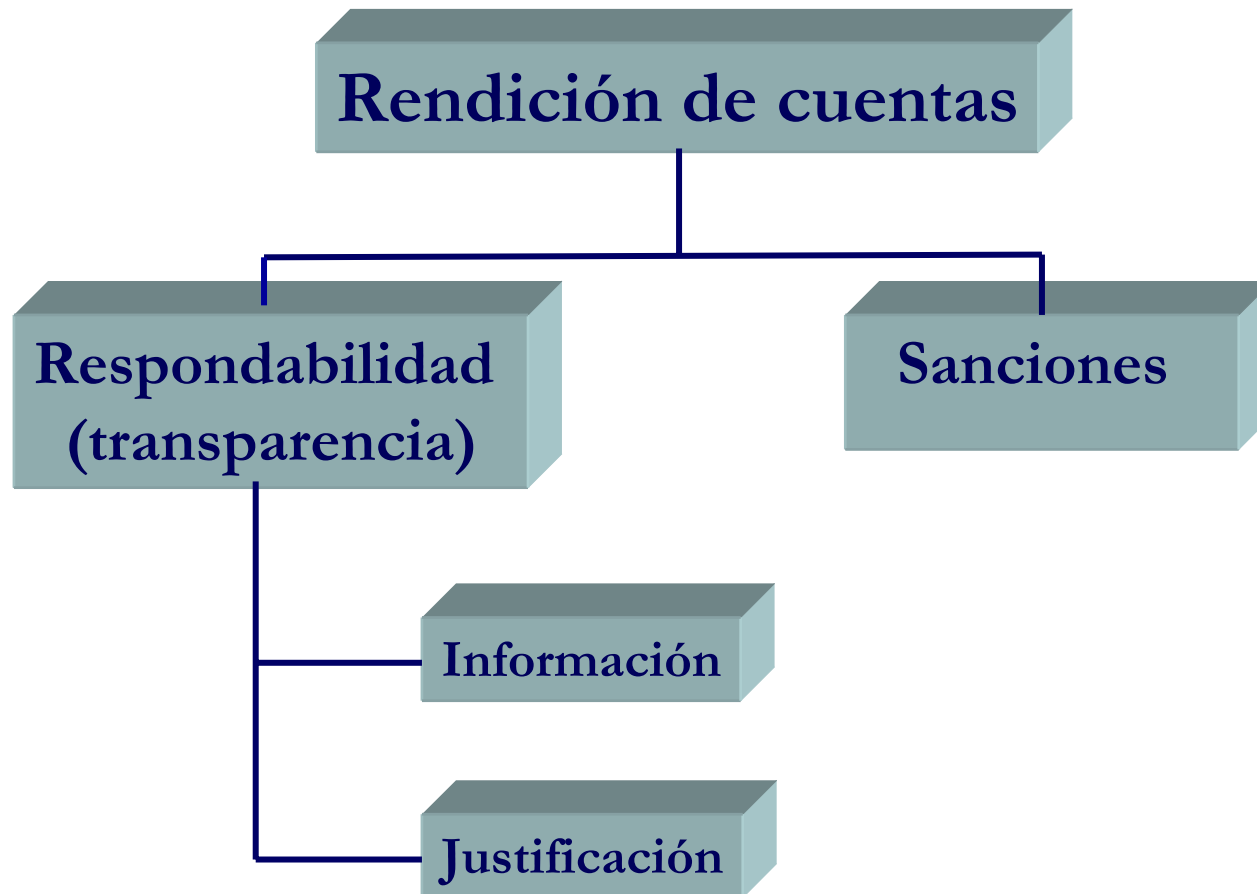 Rendición de cuentas
Respondabilidad
(transparencia)
Sanciones
Información
Justificación